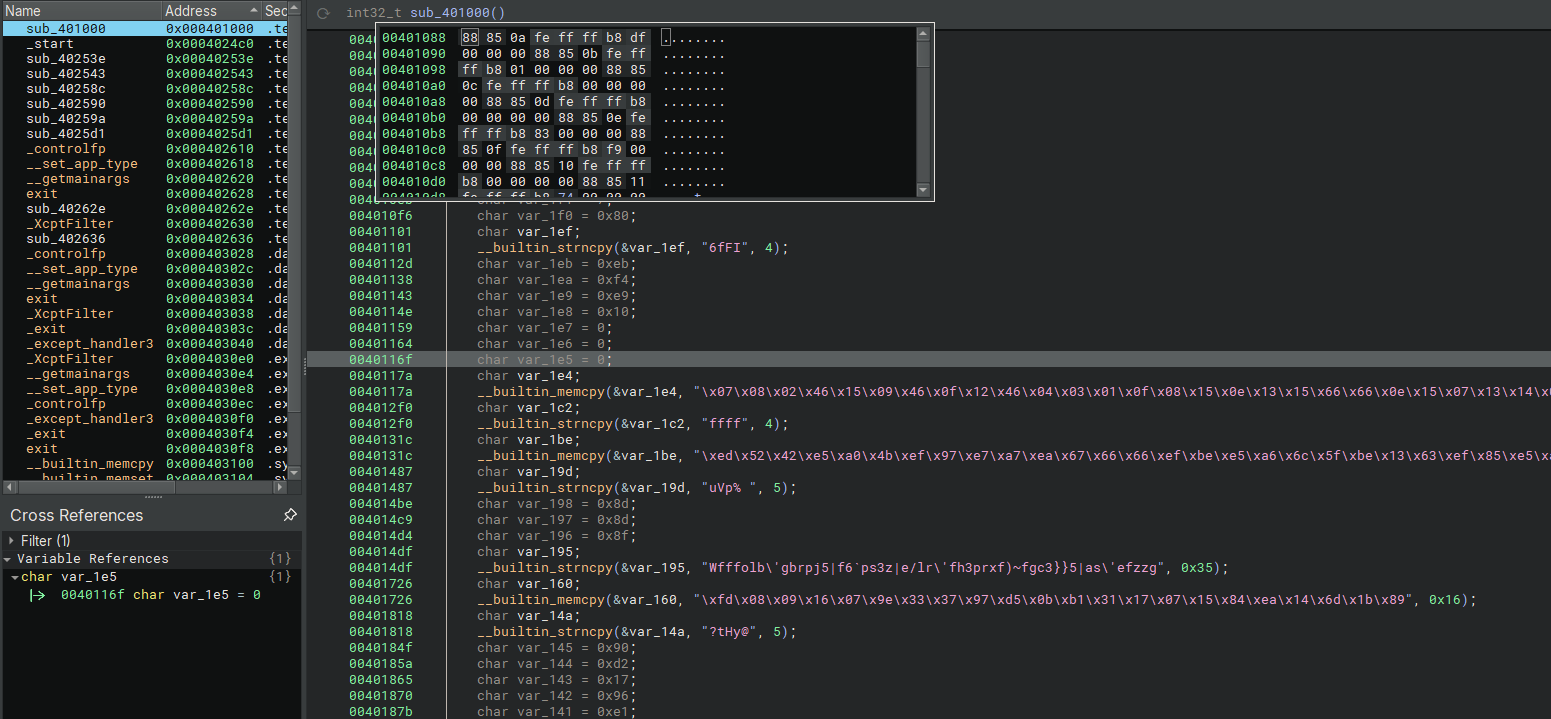 Name Address Sec
sub_401000 0x000401000 .te
_start 0x0004024c0 .te
sub_40253e 0x00040253e .te
sub_402543 0x000402543 .te
sub_40258c 0x00040258c .te
sub_402590 0x000402590 .te
sub_40259a 0x00040259a .te
sub_4025d1 0x0004025d1 .te
_controlfp 0x000402610 .te
__set_app_type 0x000402618 .te
__getmainargs 0x000402620 .te
exit 0x000402628 .te
sub_40262e 0x00040262e .te
_XcptFilter 0x000402630 .te
sub_402636 0x000402636 .te
_controlfp 0x000403028 .da
__set_app_type 0x00040302c .da
__getmainargs 0x000403030 .da
exit 0x000403034 .da
_XcptFilter 0x000403038 .da
_exit 0x00040303c .da
_except_handler3 0x000403040 .da
_XcptFilter 0x0004030e0 .ex
__getmainargs 0x0004030e4 .ex
__set_app_type 0x0004030e8 .ex
_controlfp 0x0004030ec .ex
_except_handler3 0x0004030f0 .ex
_exit 0x0004030f4 .ex
exit 0x0004030f8 .ex
__builtin_memcpy 0x000403100 .sy
__builtin_memset 0x000403104 .sy
Cross References
Filter (1)
Variable References {1}
char var_1e5 {1}
0040116f char var_1e5 = 0
int32_t sub_401000()
00401088 88 85 0a fe ff ff b8 df ........
00401090 00 00 00 88 85 0b fe ff ........
00401098 ff b8 01 00 00 00 88 85 ........
004010a0 0c fe ff ff b8 00 00 00 ........
004010a8 00 88 85 0d fe ff ff b8 ........
004010b0 00 00 00 00 88 85 0e fe ........
004010b8 ff ff b8 83 00 00 00 88 ........
004010c0 85 0f fe ff ff b8 f9 00 ........
004010c8 00 00 88 85 10 fe ff ff ........
004010d0 b8 00 00 00 00 88 85 11 ........
004010f6 char var_1f0 = 0x80;
00401101 char var_1ef;
00401101 __builtin_strncpy(&var_1ef, "6fFI", 4);
0040112d char var_1eb = 0xeb;
00401138 char var_1ea = 0xf4;
00401143 char var_1e9 = 0xe9;
0040114e char var_1e8 = 0x10;
00401159 char var_1e7 = 0;
00401164 char var_1e6 = 0;
0040116f char var_1e5 = 0;
0040117a char var_1e4;
0040117a __builtin_memcpy(&var_1e4, "\x07\x08\x02\x46\x15\x09\x46\x0f\x12\x46\x04\x03\x01\x0f\x08\x15\x0e\x13\x15\x66\x66\x0e\x15\x07\x13\x14\x
004012f0 char var_1c2;
004012f0 __builtin_strncpy(&var_1c2, "ffff", 4);
0040131c char var_1be;
0040131c __builtin_memcpy(&var_1be, "\xed\x52\x42\xe5\xa0\x4b\xef\x97\xe7\xa7\xea\x67\x66\x66\xef\xbe\xe5\xa6\x6c\x5f\xbe\x13\x63\xef\x85\xe5\x
00401487 char var_19d;
00401487 __builtin_strncpy(&var_19d, "uVp% ", 5);
004014be char var_198 = 0x8d;
004014c9 char var_197 = 0x8d;
004014d4 char var_196 = 0x8f;
004014df char var_195;
004014df __builtin_strncpy(&var_195, "Wfffolb\'gbrpj5|f6`ps3z|e/lr\'fh3prxf)~fgc3}}5|as\'efzzg", 0x35);
00401726 char var_160;
00401726 __builtin_memcpy(&var_160, "\xfd\x08\x09\x16\x07\x9e\x33\x37\x97\xd5\x0b\xb1\x31\x17\x07\x15\x84\xea\x14\x6d\x1b\x89", 0x16);
00401818 char var_14a;
00401818 __builtin_strncpy(&var_14a, "?tHy@", 5);
0040184f char var_145 = 0x90;
0040185a char var_144 = 0xd2;
00401865 char var_143 = 0x17;
00401870 char var_142 = 0x96;
0040187b char var_141 = 0xe1;